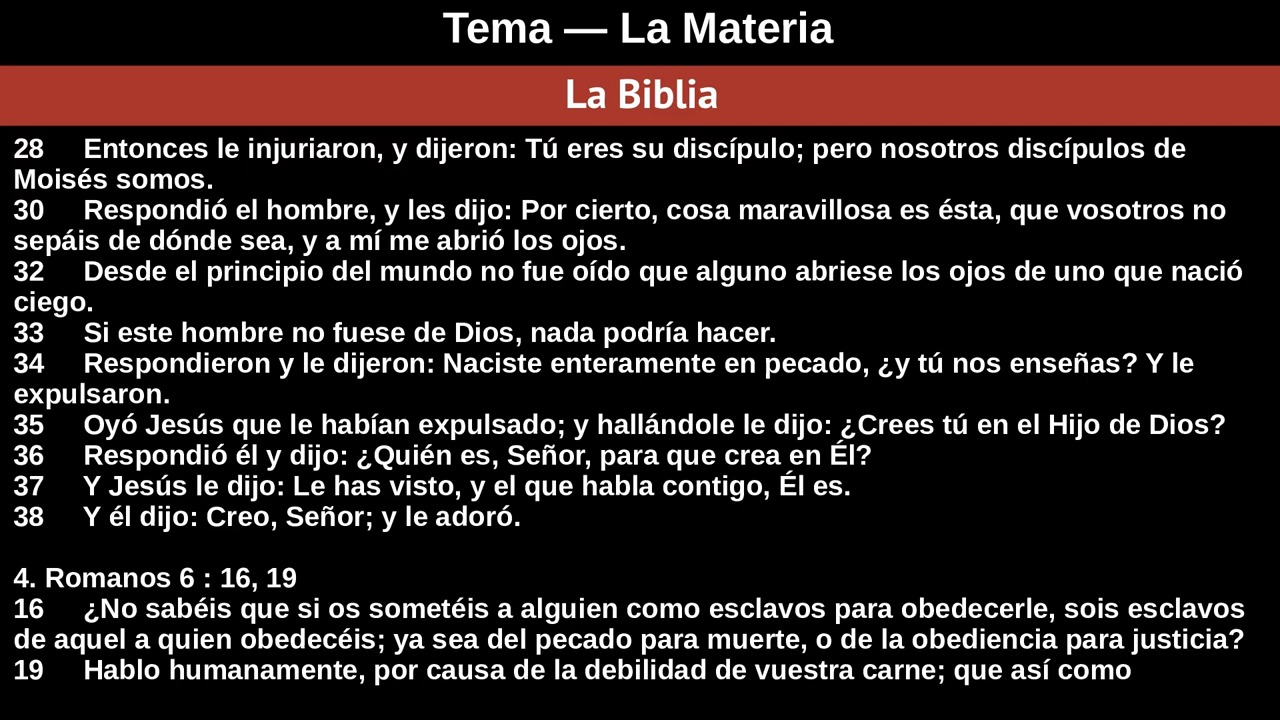 Tema — La Materia
La Biblia
28 Entonces le injuriaron, y dijeron: Tú eres su discípulo; pero nosotros discípulos de
Moisés somos.
30 Respondió el hombre, y les dijo: Por cierto, cosa maravillosa es ésta, que vosotros no
sepáis de dónde sea, y a mí me abrió los ojos.
32 Desde el principio del mundo no fue oído que alguno abriese los ojos de uno que nació
ciego.
33 Si este hombre no fuese de Dios, nada podría hacer.
34 Respondieron y le dijeron: Naciste enteramente en pecado, ¿y tú nos enseñas? Y le
expulsaron.
35 Oyó Jesús que le habían expulsado; y hallándole le dijo: ¿Crees tú en el Hijo de Dios?
36 Respondió él y dijo: ¿Quién es, Señor, para que crea en Él?
37 Y Jesús le dijo: Le has visto, y el que habla contigo, Él es.
38 Y él dijo: Creo, Señor; y le adoró.
4. Romanos 6 : 16, 19
16 ¿No sabéis que si os sometéis a alguien como esclavos para obedecerle, sois esclavos
de aquel a quien obedecéis; ya sea del pecado para muerte, o de la obediencia para justicia?
19 Hablo humanamente, por causa de la debilidad de vuestra carne; que así como